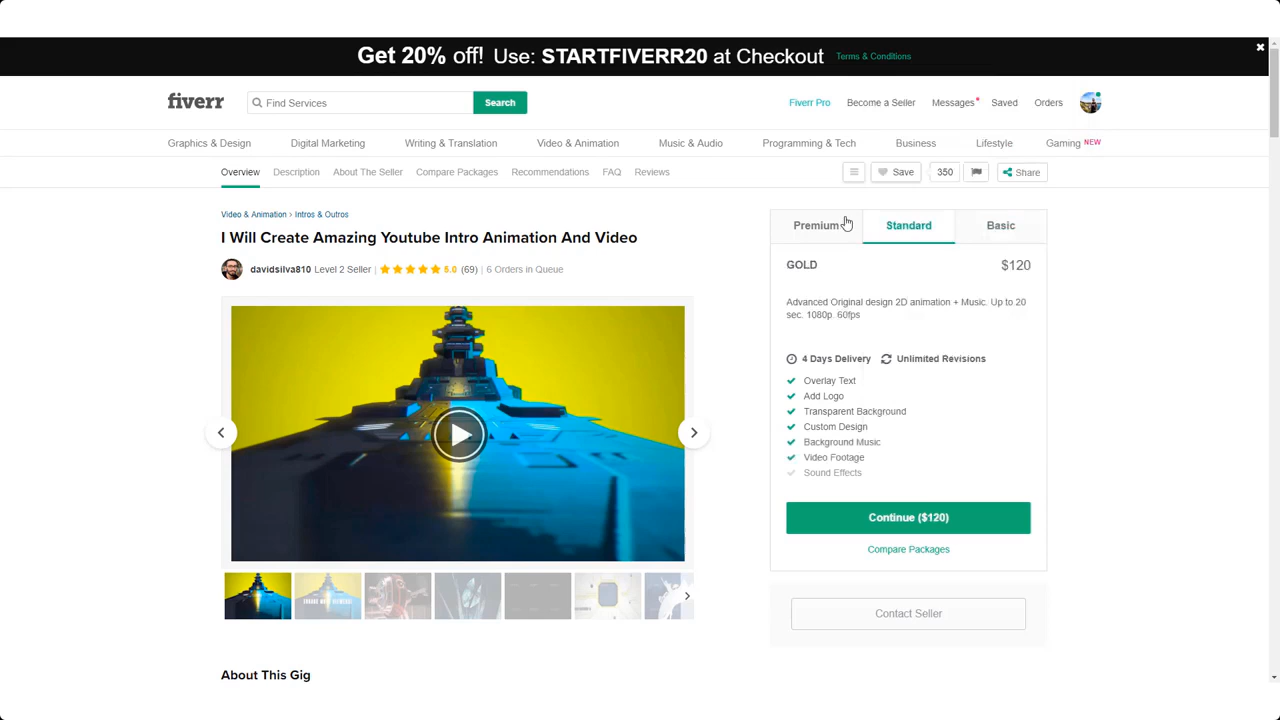 Get 20% off! Use: STARTFIVERR20 at Checkout Terms & Conditions
fiverr Find Services Search Fiverr Pro Become a Seller Messages Saved Orders
Graphics & Design Digital Marketing Writing & Translation Video & Animation Music & Audio Programming & Tech Business Lifestyle Gaming NEW
Overview Description About The Seller Compare Packages Recommendations FAQ Reviews Save 350 Share
Video & Animation › Intros & Outros
I Will Create Amazing Youtube Intro Animation And Video
davidsilva810 Level 2 Seller | 5.0 (69) | 6 Orders in Queue
Premium Standard Basic
GOLD $120
Advanced Original design 2D animation + Music. Up to 20
sec. 1080p 60fps
4 Days Delivery Unlimited Revisions
Overlay Text
Add Logo
Transparent Background
Custom Design
Background Music
Video Footage
Sound Effects
Continue ($120)
Compare Packages
Contact Seller
About This Gig